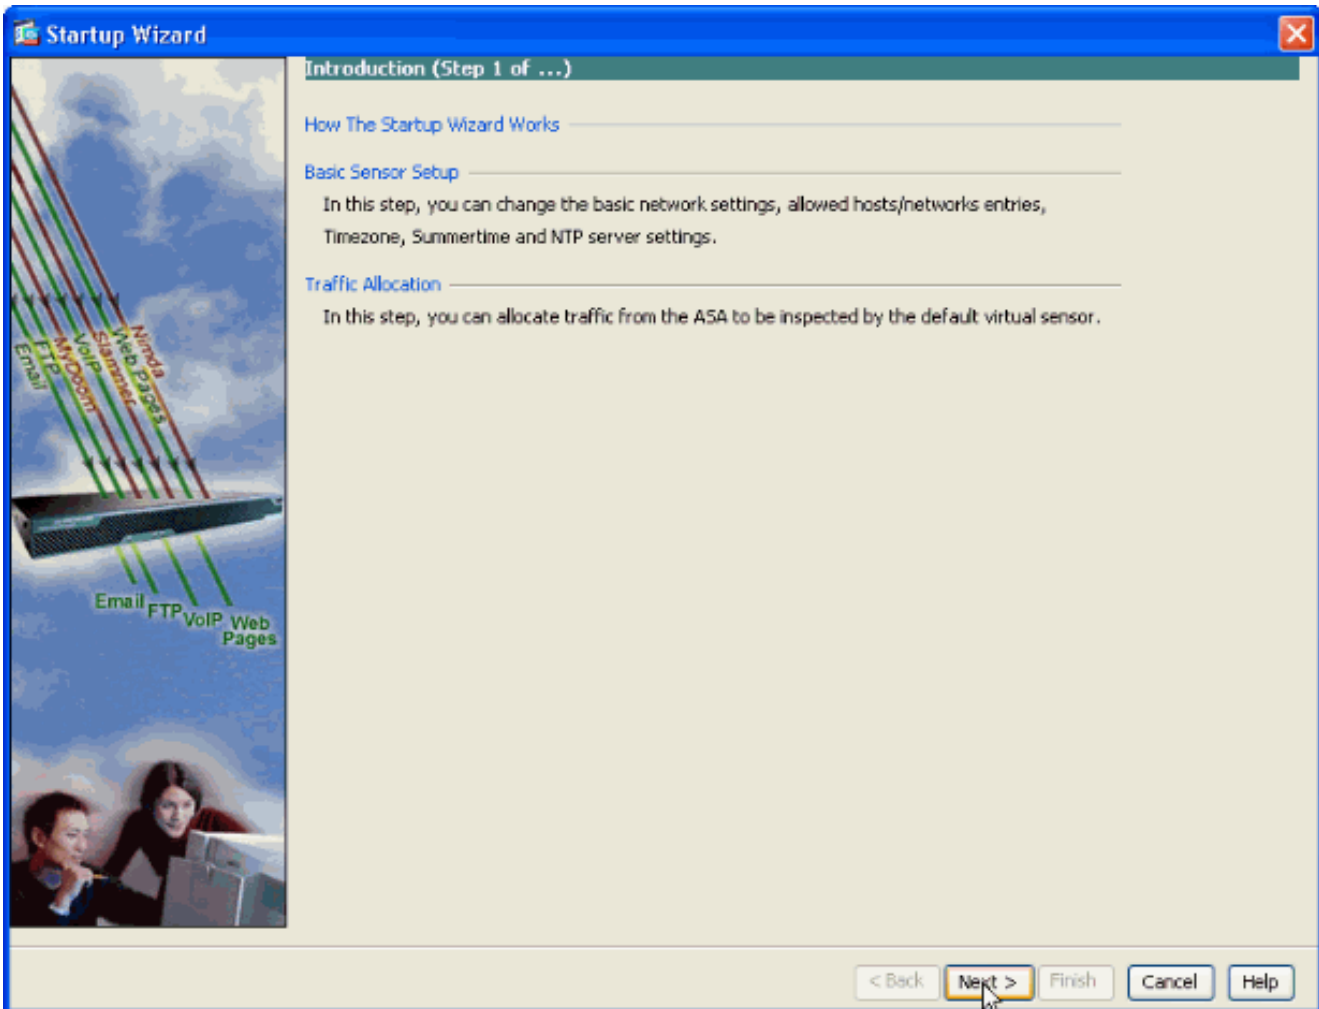 Startup Wizard
Introduction (Step 1 of ...)
How The Startup Wizard Works
Basic Sensor Setup
In this step, you can change the basic network settings, allowed hosts/networks entries,
Timezone, Summertime and NTP server settings.
Traffic Allocation
In this step, you can allocate traffic from the ASA to be inspected by the default virtual sensor.
Nimda
Web Pages
Slammer
VoIP
MyDoom
FTP
Email
Email
FTP
VoIP
Web
Pages
< Back
Next >
Finish
Cancel
Help